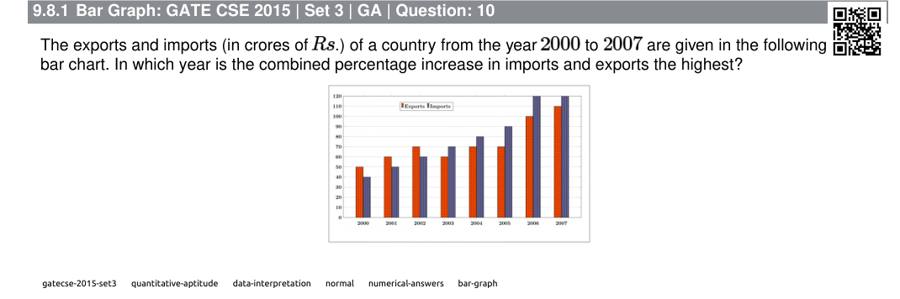 9.8.1 Bar Graph: GATE CSE 2015 | Set 3 | GA | Question: 10
The exports and imports (in crores of Rs.) of a country from the year 2000 to 2007 are given in the following
bar chart. In which year is the combined percentage increase in imports and exports the highest?
120
110
Exports Imports
100
90
80
70
60
50
40
30
20
10
0
2000 2001 2002 2003 2004 2005 2006 2007
gatecse-2015-set3 quantitative-aptitude data-interpretation normal numerical-answers bar-graph